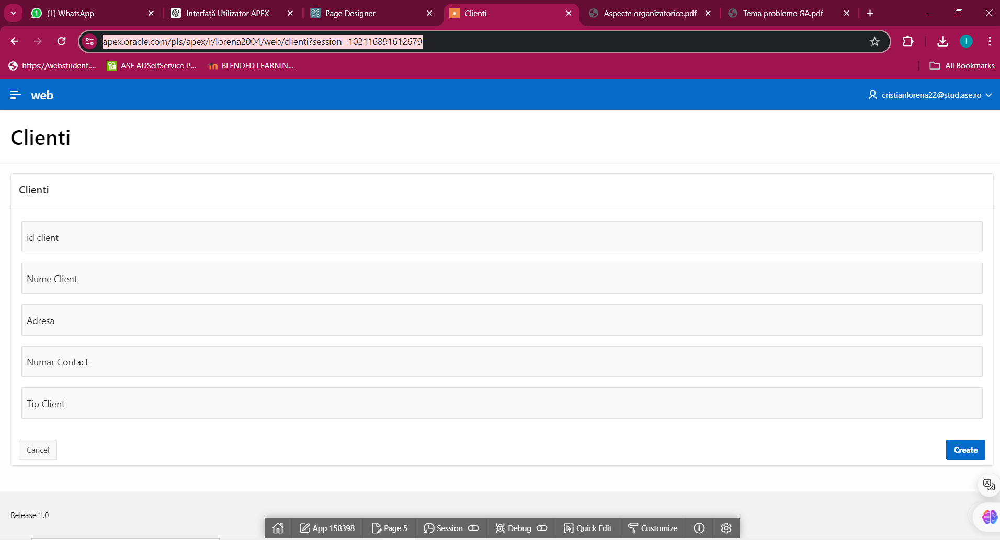 (1) WhatsApp
Interfață Utilizator APEX
Page Designer
Clienti
Aspecte organizatorice.pdf
Tema probleme GA.pdf
apex.oracle.com/pls/apex/r/lorena2004/web/clienti?session=102116891612679
I
https://webstudent....
ASE ADSelfService P...
BLENDED LEARNIN...
All Bookmarks
web
cristianlorena22@stud.ase.ro
Clienti
Clienti
id client
Nume Client
Adresa
Numar Contact
Tip Client
Cancel
Create
Release 1.0
App 158398
Page 5
Session
Debug
Quick Edit
Customize